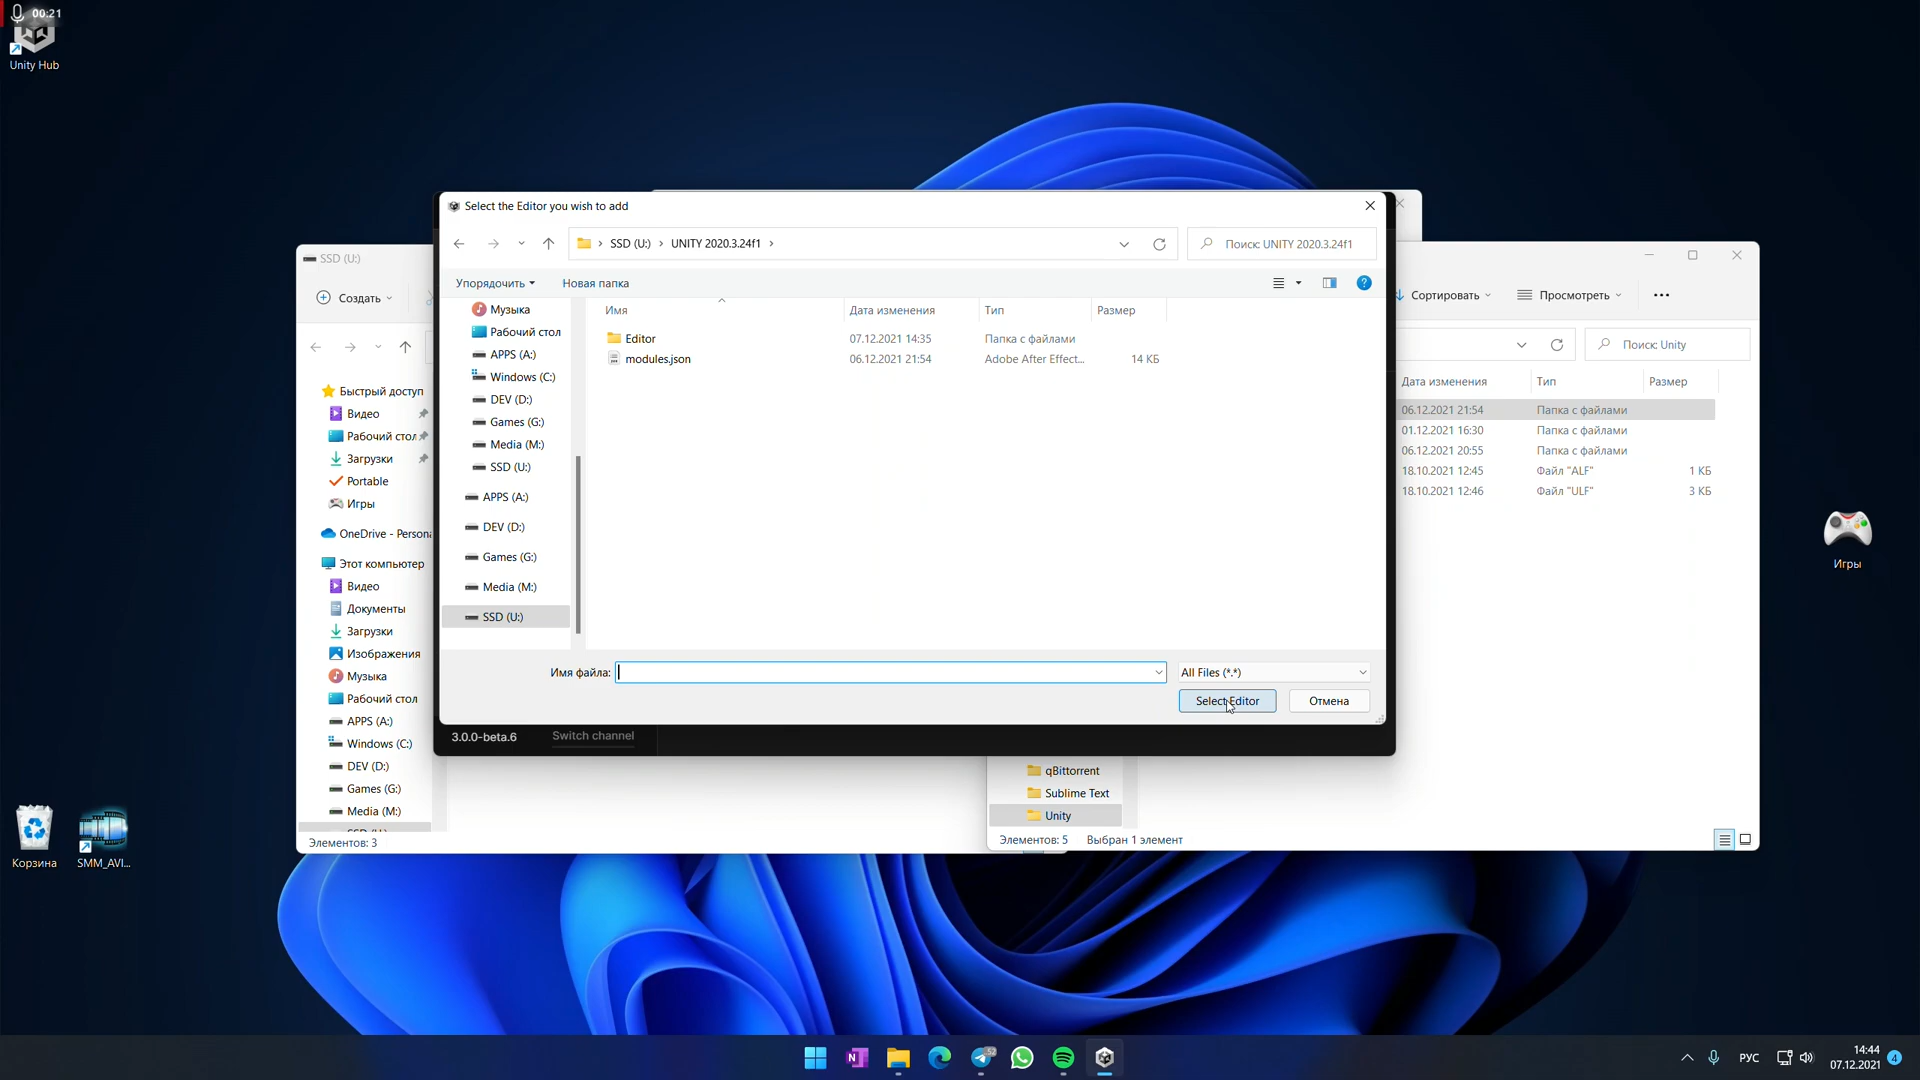 00:21
Unity Hub
Select the Editor you wish to add
SSD (U:) > UNITY 2020.3.24f1 >
Поиск: UNITY 2020.3.24f1
Упорядочить
Новая папка
Имя
Дата изменения
Тип
Размер
Editor
07.12.2021 14:35
Папка с файлами
modules.json
06.12.2021 21:54
Adobe After Effect...
14 КБ
Музыка
Рабочий стол
APPS (A:)
Windows (C:)
DEV (D:)
Games (G:)
Media (M:)
SSD (U:)
APPS (A:)
DEV (D:)
Games (G:)
Media (M:)
SSD (U:)
Имя файла:
All Files (*.*)
Select Editor
Отмена
3.0.0-beta.6
Switch channel
SSD (U:)
Создать
Быстрый доступ
Видео
Рабочий стол
Загрузки
Portable
Игры
OneDrive - Persona
Этот компьютер
Видео
Документы
Загрузки
Изображения
Музыка
Рабочий стол
APPS (A:)
Windows (C:)
DEV (D:)
Games (G:)
Media (M:)
Элементов: 3
Сортировать
Просмотреть
Поиск: Unity
Дата изменения
Тип
Размер
06.12.2021 21:54
Папка с файлами
01.12.2021 16:30
Папка с файлами
06.12.2021 20:55
Папка с файлами
18.10.2021 12:45
Файл "ALF"
1 КБ
18.10.2021 12:46
Файл "ULF"
3 КБ
qBittorrent
Sublime Text
Unity
Элементов: 5
Выбран 1 элемент
Игры
Корзина
SMM_AVI...
РУС
14:44
07.12.2021
4